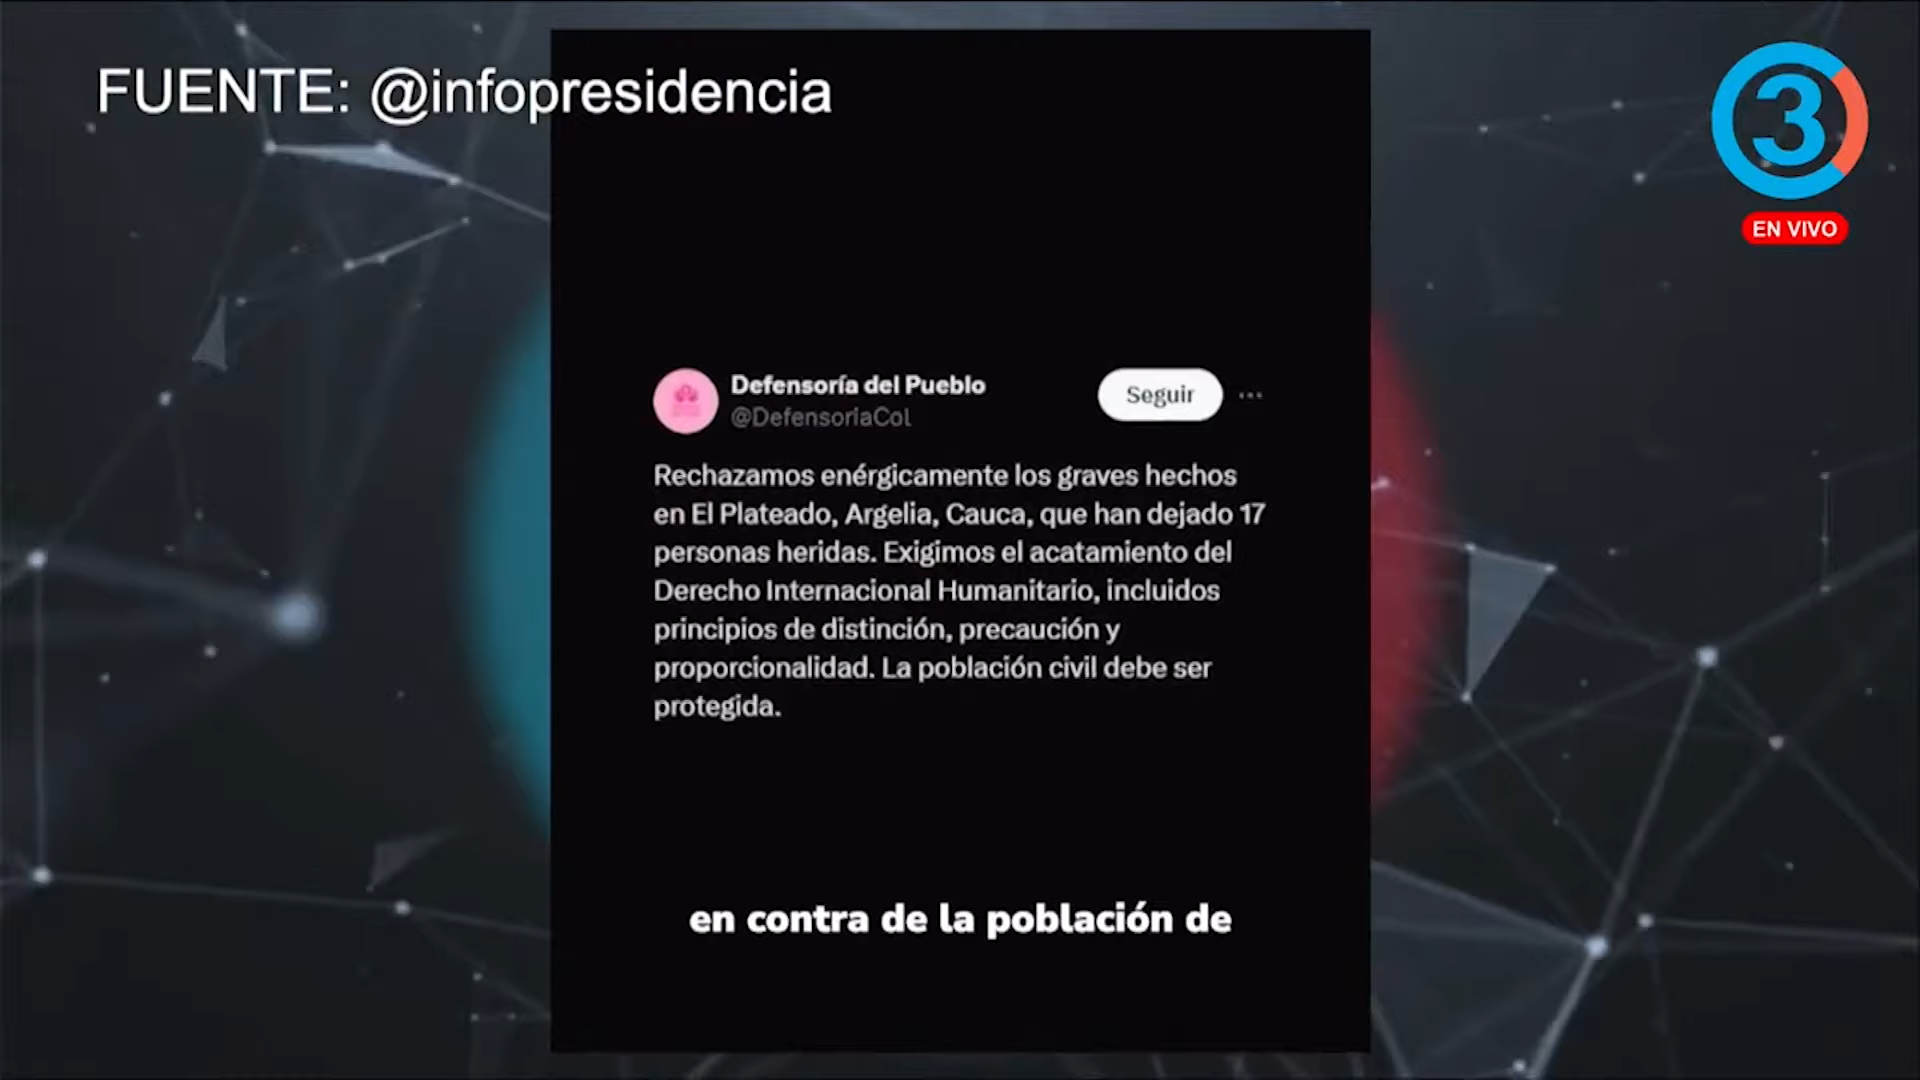 FUENTE: @infopresidencia
3
EN VIVO
Defensoría del Pueblo
@DefensoriaCol
Seguir
Rechazamos enérgicamente los graves hechos
en El Plateado, Argelia, Cauca, que han dejado 17
personas heridas. Exigimos el acatamiento del
Derecho Internacional Humanitario, incluidos
principios de distinción, precaución y
proporcionalidad. La población civil debe ser
protegida.
en contra de la población de